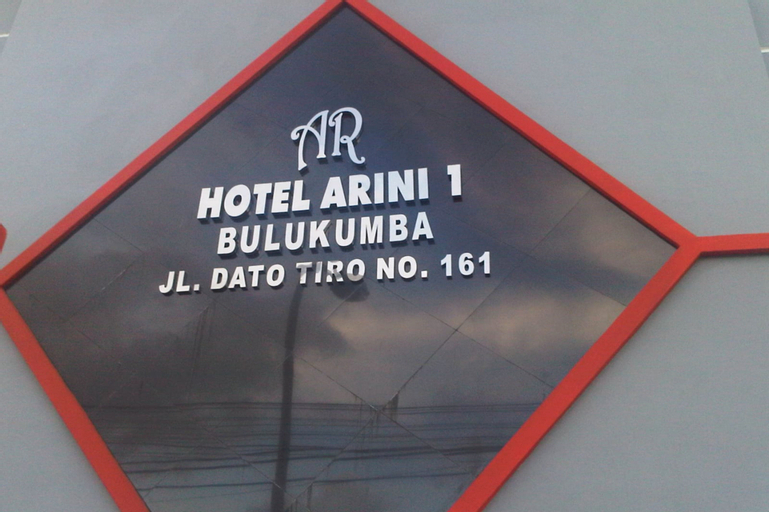 AR
HOTEL ARINI 1
BULUKUMBA
JL. DATO TIRO NO. 161